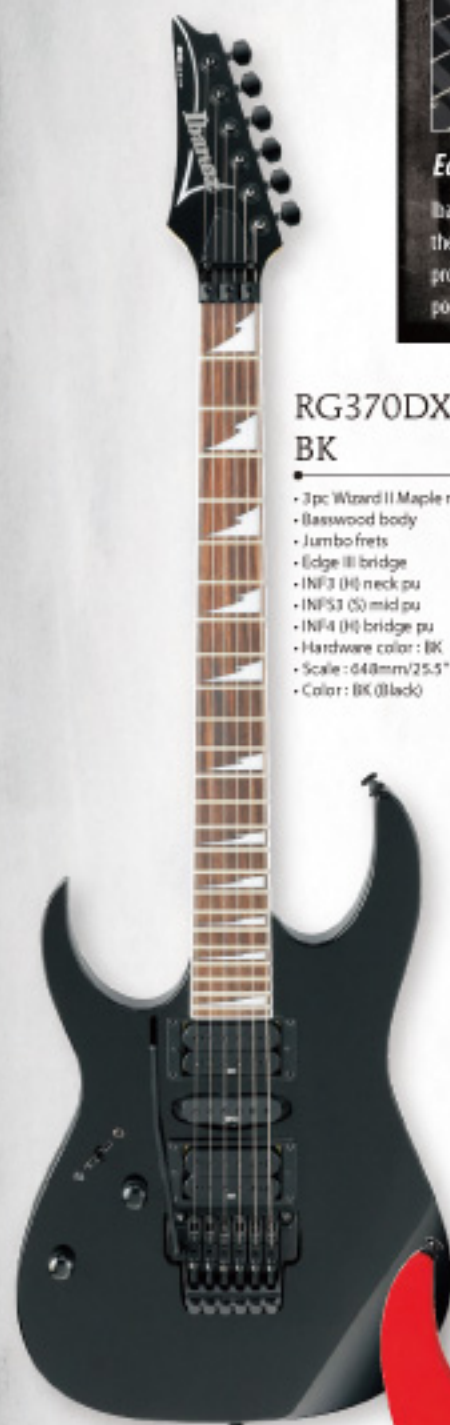 Ibanez
RG370DX
BK
• 3pc Wizard II Maple
• Basswood body
• Jumbo frets
• Edge III bridge
• INF3 (H) neck pu
• INFS3 (S) mid pu
• INF4 (H) bridge pu
• Hardware color : BK
• Scale : 648mm/25.5"
• Color : BK (Black)